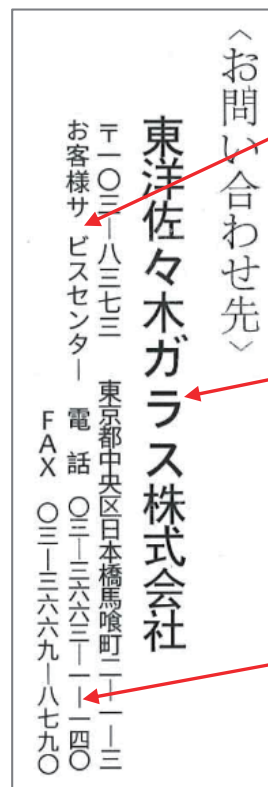 〈お問い合わせ先〉
東洋佐々木ガラス株式会社
〒一〇三―八三七三 東京都中央区日本橋馬喰町二―一―三
お客様サ ビスセンター 電話 〇三―三六六三―一―一四〇
FAX 〇三―三六六九―八七九〇